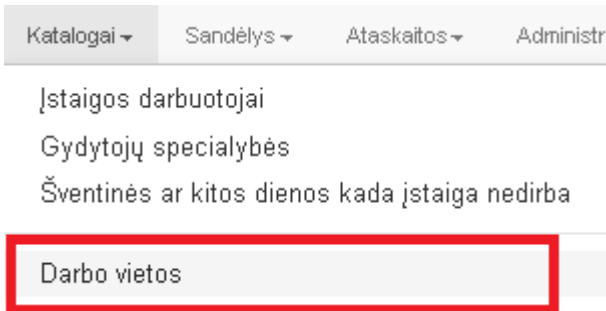 Katalogai Sandėlys Ataskaitos Administr
Įstaigos darbuotojai
Gydytojų specialybės
Šventinės ar kitos dienos kada įstaiga nedirba
Darbo vietos